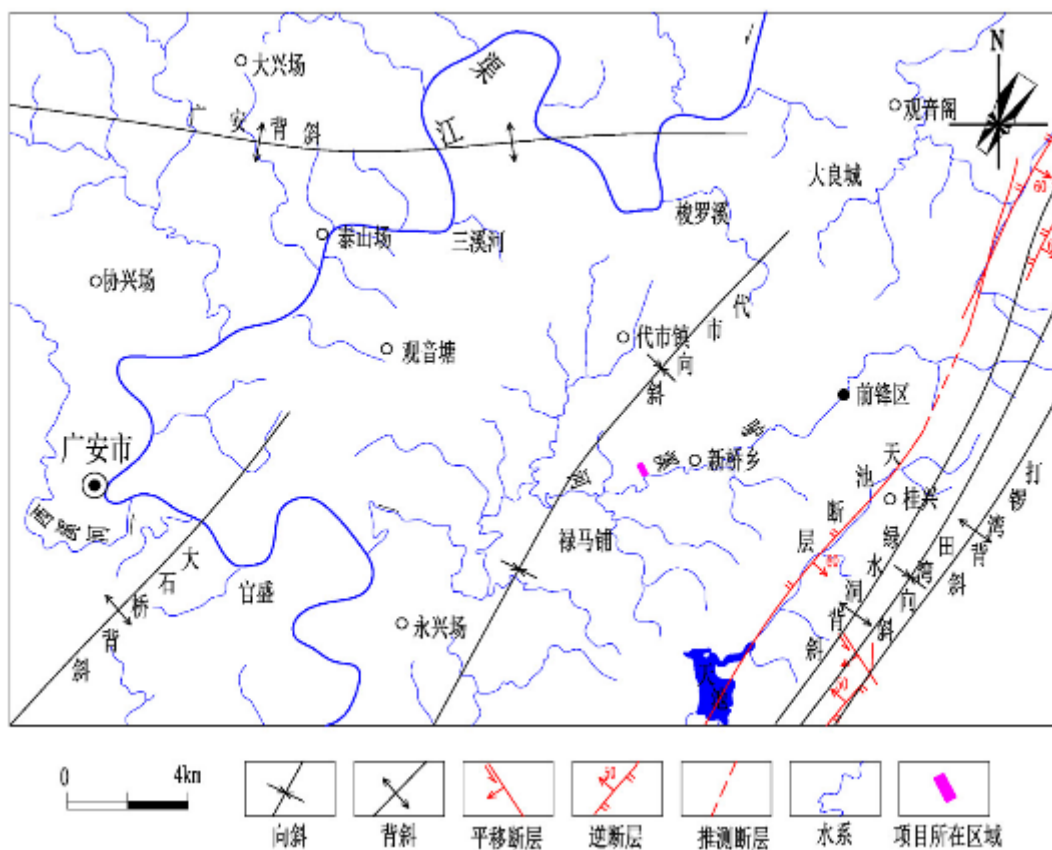 大兴场
渠江
N
广安背斜
观音阁
大良城
60
梭罗溪
泰山场
三溪河
协兴场
代市向斜
代市镇
观音塘
前锋区
广安市
新桥乡
天池断层
桂兴
河
禄马铺
60
大石桥背斜
官盛
永兴场
绿水洞背斜
田湾向斜
打锣湾背斜
0
4km
50
向斜
背斜
平移断层
逆断层
推测断层
水系
项目所在区域